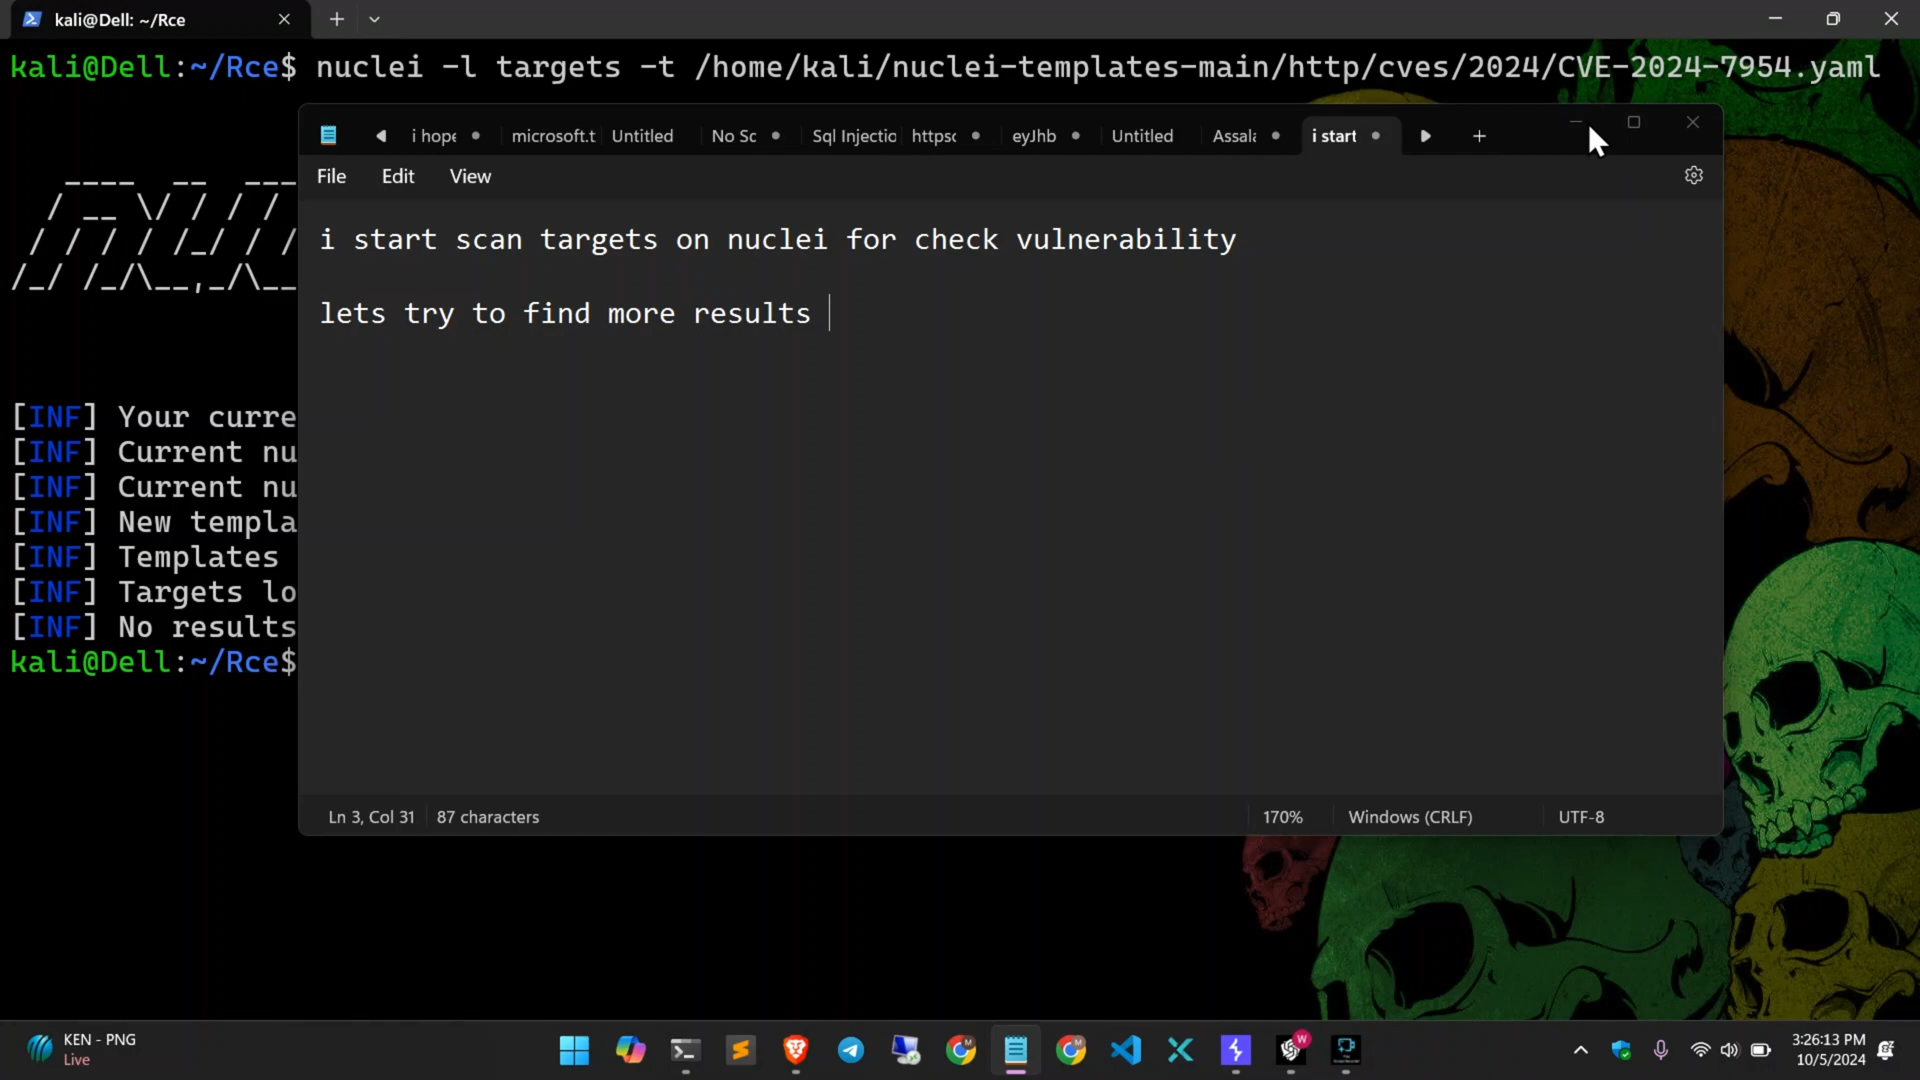 kali@Dell: ~/Rce
kali@Dell:~/Rce$ nuclei -l targets -t /home/kali/nuclei-templates-main/http/cves/2024/CVE-2024-7954.yaml
i hope microsoft.t Untitled No Sc Sql Injectio httpsc eyJhb Untitled Assala i start
File Edit View
i start scan targets on nuclei for check vulnerability
lets try to find more results
[INF] Your curre
[INF] Current nu
[INF] Current nu
[INF] New templa
[INF] Templates
[INF] Targets lo
[INF] No results
kali@Dell:~/Rce$
Ln 3, Col 31 87 characters 170% Windows (CRLF) UTF-8
KEN - PNG
Live
3:26:13 PM
10/5/2024